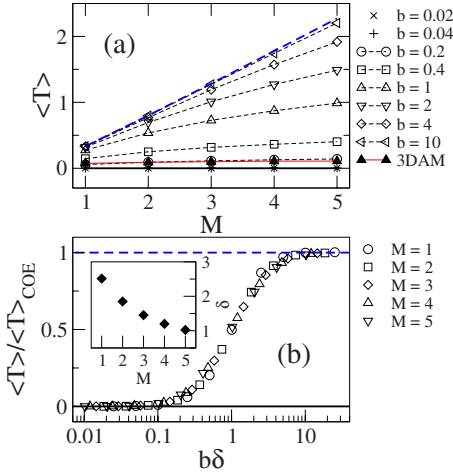 (a)
<T>
2
1
0
1 2 3 4 5
M
b = 0.02
b = 0.04
b = 0.2
b = 0.4
b = 1
b = 2
b = 4
b = 10
3DAM
(b)
<T>/<T>COE
1
0.5
0
0.01 0.1 1 10
bδ
3
2
1
δ
1 2 3 4 5
M
M = 1
M = 2
M = 3
M = 4
M = 5